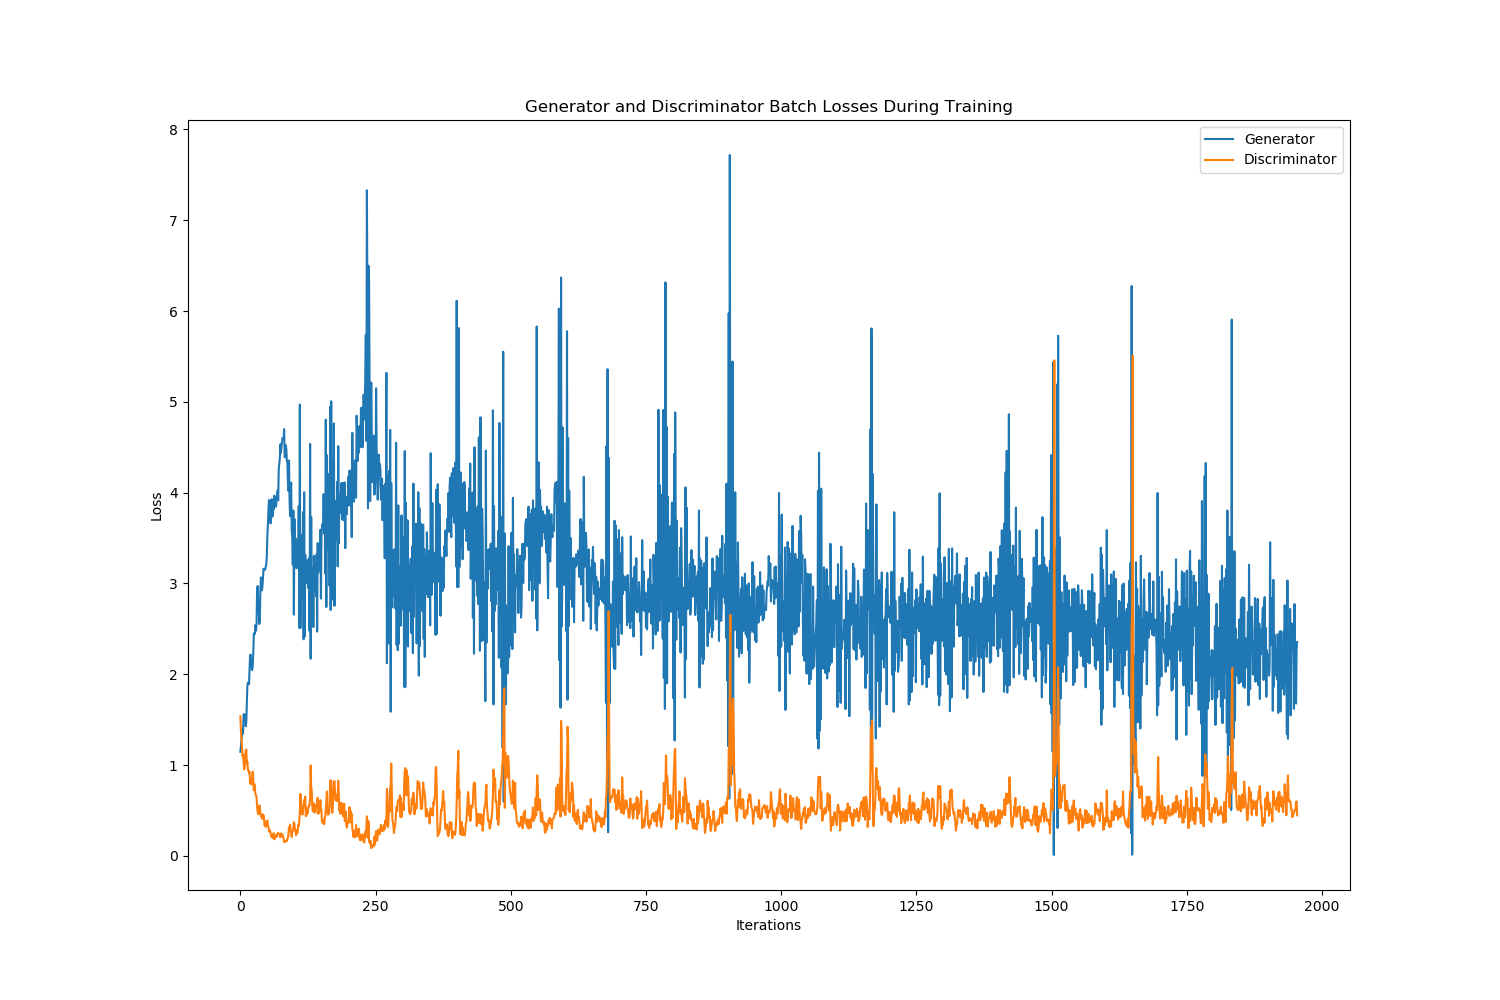 Generator and Discriminator Batch Losses During Training
Generator
Discriminator
8
7
6
5
4
3
2
1
0
Loss
0 250 500 750 1000 1250 1500 1750 2000
Iterations